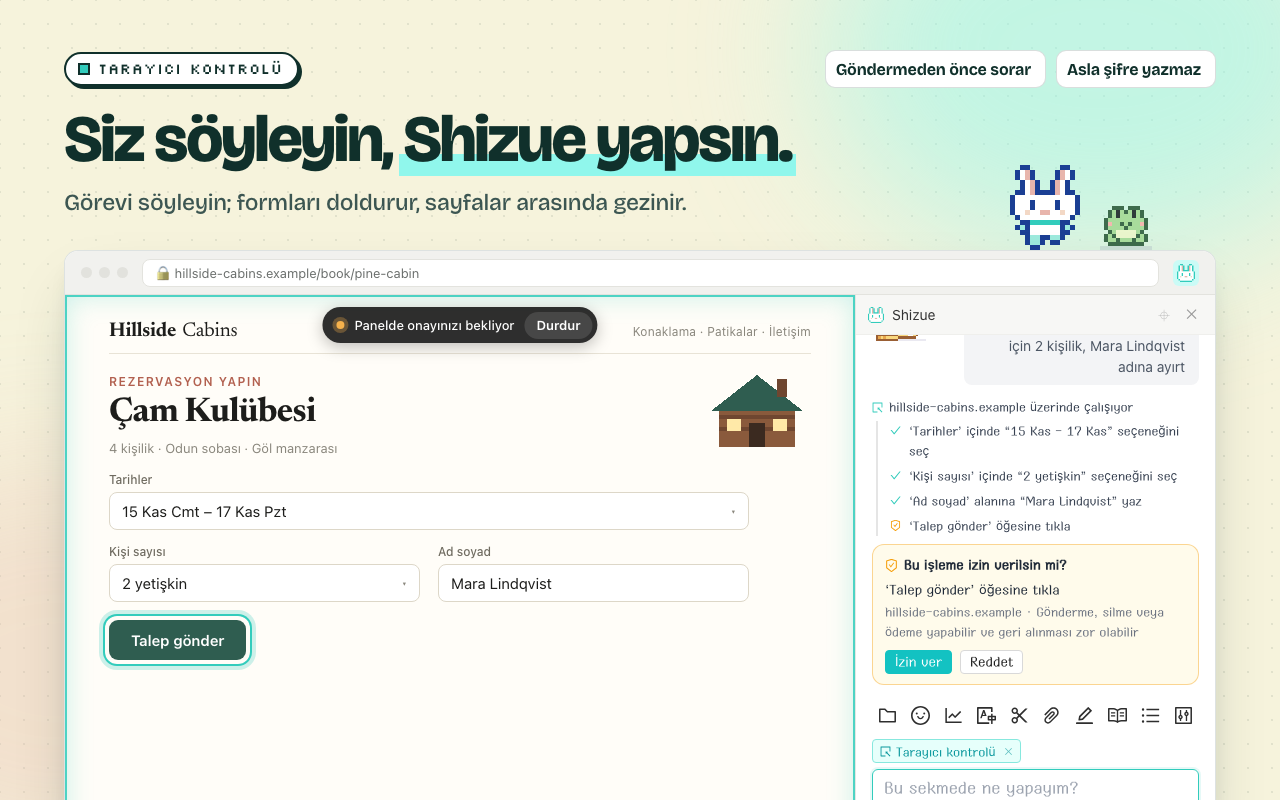 TARAYICI KONTROLÜ
Göndermeden önce sorar
Asla şifre yazmaz
Siz söyleyin, Shizue yapsın.
Görevi söyleyin; formları doldurur, sayfalar arasında gezinir.
hillside-cabins.example/book/pine-cabin
Hillside Cabins
Panelde onayınızı bekliyor
Durdur
Konaklama · Patikalar · İletişim
REZERVASYON YAPIN
Çam Kulübesi
4 kişilik · Odun sobası · Göl manzarası
Tarihler
15 Kas Cmt – 17 Kas Pzt
Kişi sayısı
Ad soyad
2 yetişkin
Mara Lindqvist
Talep gönder
Shizue
için 2 kişilik, Mara Lindqvist
adına ayırt
hillside-cabins.example üzerinde çalışıyor
‘Tarihler’ içinde “15 Kas – 17 Kas” seçeneğini
seç
‘Kişi sayısı’ içinde “2 yetişkin” seçeneğini seç
‘Ad soyad’ alanına “Mara Lindqvist” yaz
‘Talep gönder’ öğesine tıkla
Bu işleme izin verilsin mi?
‘Talep gönder’ öğesine tıkla
hillside-cabins.example · Gönderme, silme veya
ödeme yapabilir ve geri alınması zor olabilir
İzin ver
Reddet
Tarayıcı kontrolü
Bu sekmede ne yapayım?